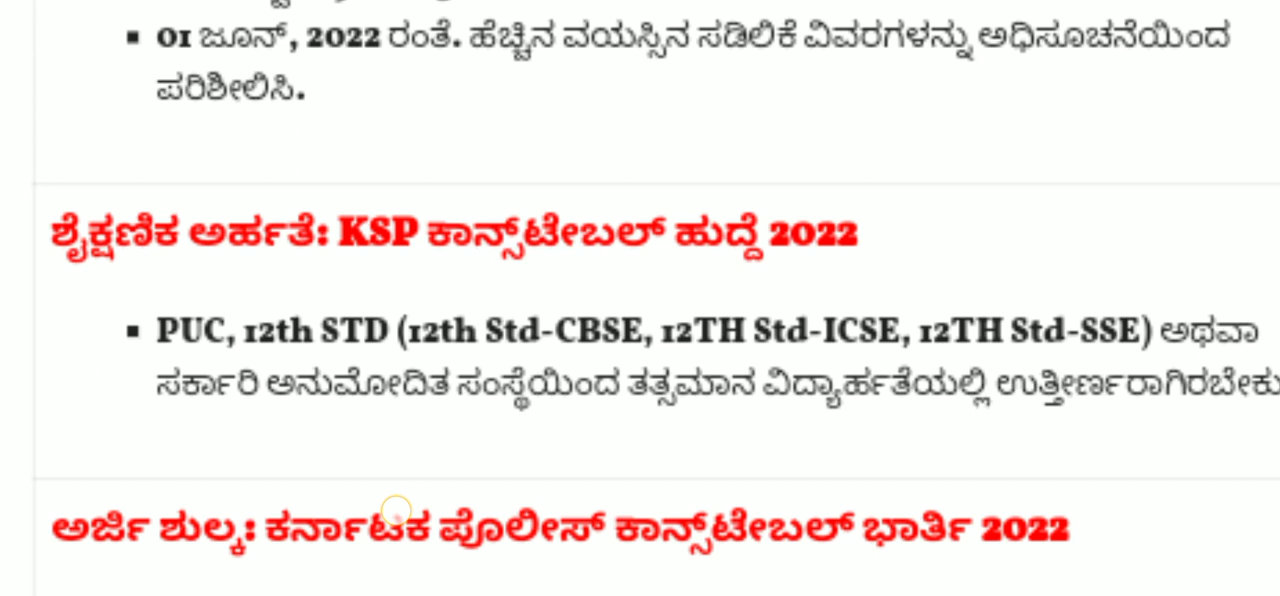 01 ಜೂನ್, 2022 ರಂತೆ. ಹೆಚ್ಚಿನ ವಯಸ್ಸಿನ ಸಡಿಲಿಕೆ ವಿವರಗಳನ್ನು ಅಧಿಸೂಚನೆಯಿಂದ
ಪರಿಶೀಲಿಸಿ.
ಶೈಕ್ಷಣಿಕ ಅರ್ಹತೆ: KSP ಕಾನ್ಸ್‌ಟೇಬಲ್ ಹುದ್ದೆ 2022
PUC, 12th STD (12th Std-CBSE, 12TH Std-ICSE, 12TH Std-SSE) ಅಥವಾ
ಸರ್ಕಾರಿ ಅನುಮೋದಿತ ಸಂಸ್ಥೆಯಿಂದ ತತ್ಸಮಾನ ವಿದ್ಯಾರ್ಹತೆಯಲ್ಲಿ ಉತ್ತೀರ್ಣರಾಗಿರಬೇಕು
ಅರ್ಜಿ ಶುಲ್ಕ: ಕರ್ನಾಟಕ ಪೊಲೀಸ್ ಕಾನ್ಸ್‌ಟೇಬಲ್ ಭಾರ್ತಿ 2022